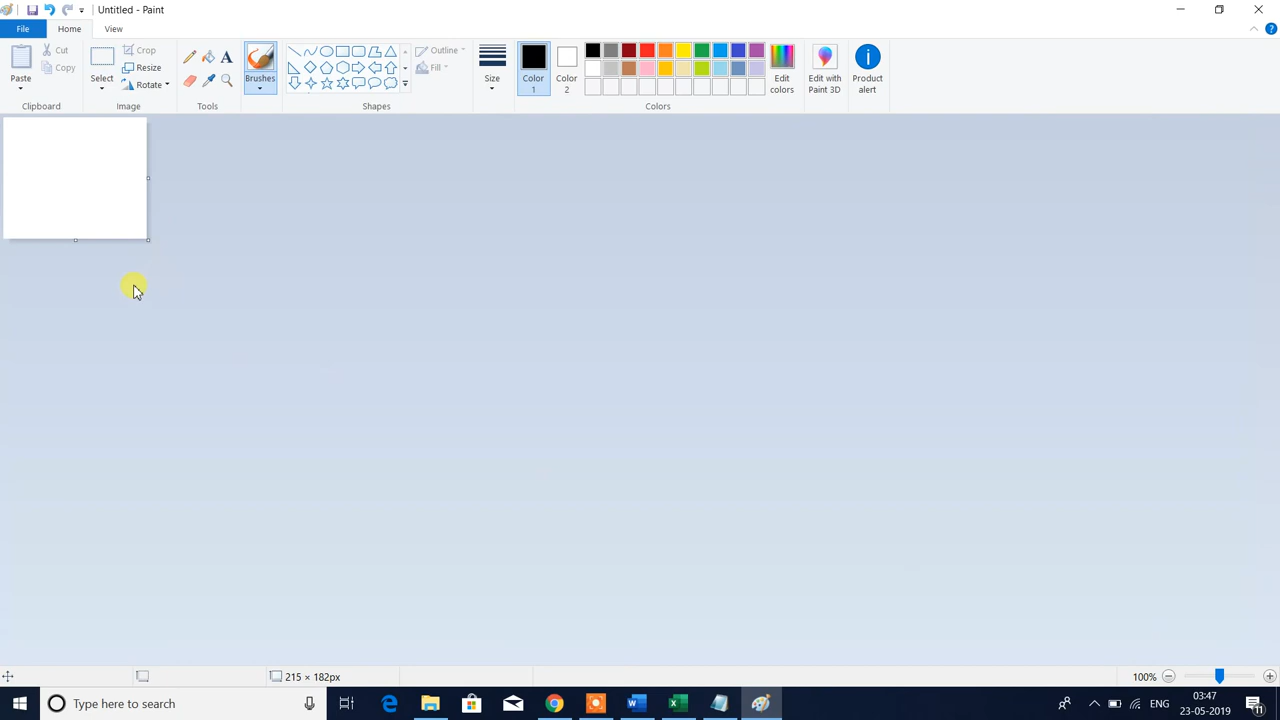 Untitled - Paint
File Home View
Paste
Cut
Copy
Clipboard
Select
Crop
Resize
Rotate
Image
A
Tools
Brushes
Outline
Fill
Shapes
Size
Color 1
Color 2
Colors
Edit colors
Edit with Paint 3D
Product alert
215 × 182px
100%
Type here to search
ENG
03:47
23-05-2019
11